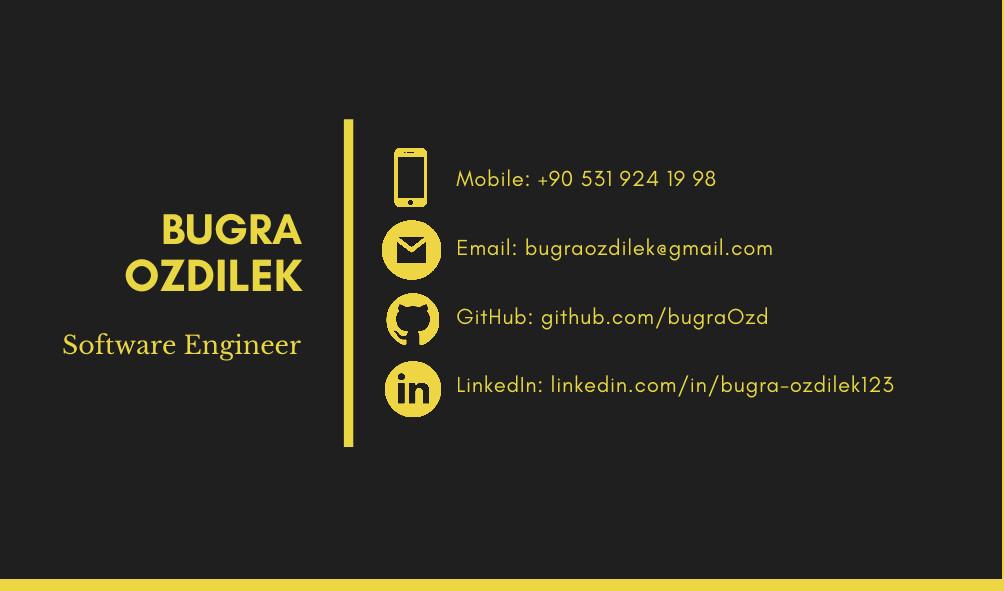 BUGRA
OZDILEK
Software Engineer
Mobile: +90 531 924 19 98
Email: bugraozdilek@gmail.com
GitHub: github.com/bugraOzd
in
LinkedIn: linkedin.com/in/bugra-ozdilek123